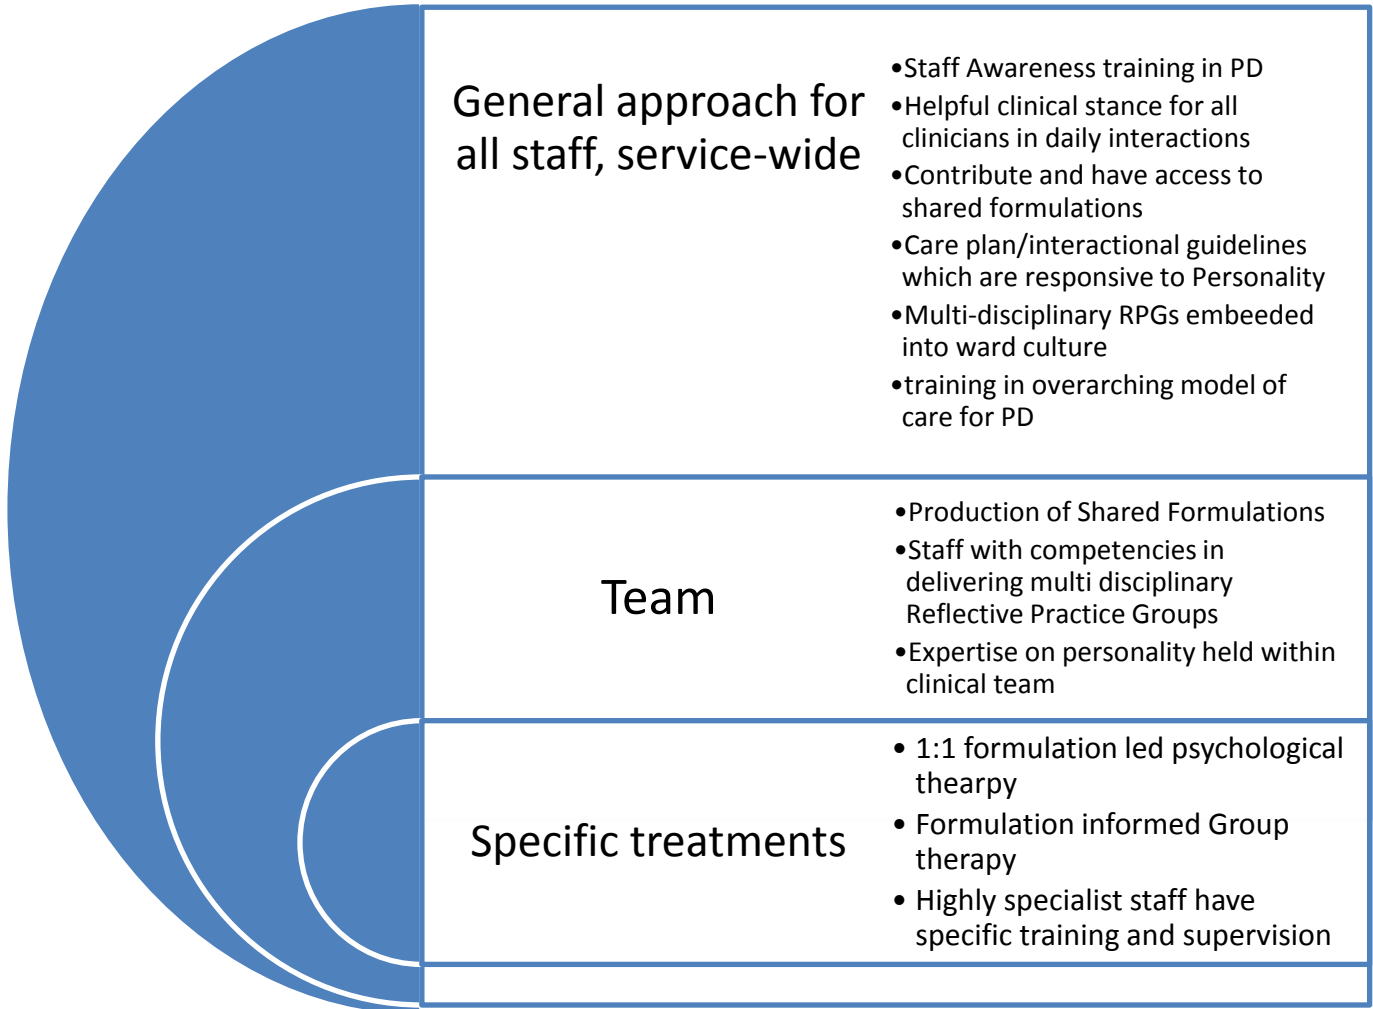 General approach for
all staff, service-wide
•Staff Awareness training in PD
•Helpful clinical stance for all
clinicians in daily interactions
•Contribute and have access to
shared formulations
•Care plan/interactional guidelines
which are responsive to Personality
•Multi-disciplinary RPGs embeeded
into ward culture
•training in overarching model of
care for PD
Team
•Production of Shared Formulations
•Staff with competencies in
delivering multi disciplinary
Reflective Practice Groups
•Expertise on personality held within
clinical team
Specific treatments
• 1:1 formulation led psychological
thearpy
• Formulation informed Group
therapy
• Highly specialist staff have
specific training and supervision